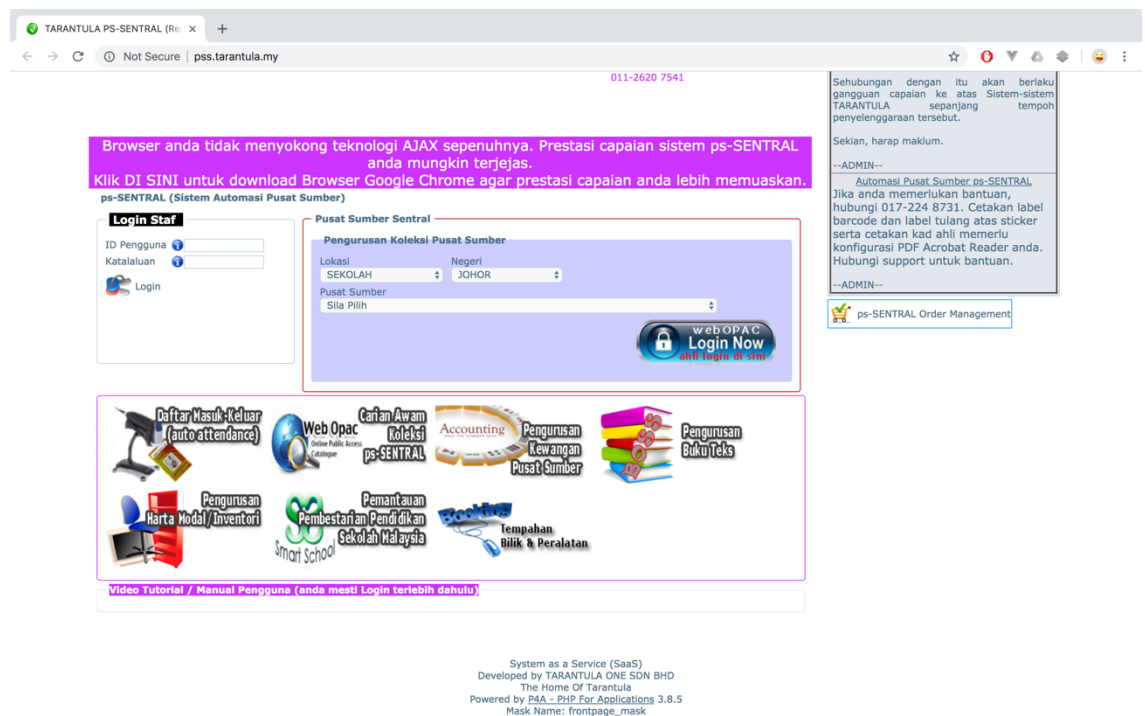 TARANTULA PS-SENTRAL (Re
Not Secure | pss.tarantula.my
011-2620 7541
Sehubungan dengan itu akan berlaku
gangguan capaian ke atas Sistem-sistem
TARANTULA sepanjang tempoh
penyelenggaraan tersebut.
Sekian, harap maklum.
--ADMIN--
Automasi Pusat Sumber ps-SENTRAL
Jika anda memerlukan bantuan,
hubungi 017-224 8731. Cetakan label
barcode dan label tulang atas sticker
serta cetakan kad ahli memerlu
konfigurasi PDF Acrobat Reader anda.
Hubungi support untuk bantuan.
--ADMIN--
ps-SENTRAL Order Management
Browser anda tidak menyokong teknologi AJAX sepenuhnya. Prestasi capaian sistem ps-SENTRAL
anda mungkin terjejas.
Klik DI SINI untuk download Browser Google Chrome agar prestasi capaian anda lebih memuaskan.
ps-SENTRAL (Sistem Automasi Pusat Sumber)
Login Staf
ID Pengguna
Katalaluan
Login
Pusat Sumber Sentral
Pengurusan Koleksi Pusat Sumber
Lokasi Negeri
SEKOLAH JOHOR
Pusat Sumber
Sila Pilih
webOPAC
Login Now
ahli login di sini
Daftar Masuk-Keluar
(auto attendance)
Web Opac
Online Public Access
Catalogue
Carian Awam
Koleksi
ps-SENTRAL
Accounting
Pengurusan
Kewangan
Pusat Sumber
Pengurusan
Buku Teks
Pengurusan
Harta Modal/Inventori
Smart School
Pemantauan
Pembestarian Pendidikan
Sekolah Malaysia
Booking
Tempahan
Bilik & Peralatan
Video Tutorial / Manual Pengguna (anda mesti Login terlebih dahulu)
System as a Service (SaaS)
Developed by TARANTULA ONE SDN BHD
The Home Of Tarantula
Powered by P4A - PHP For Applications 3.8.5
Mask Name: frontpage_mask